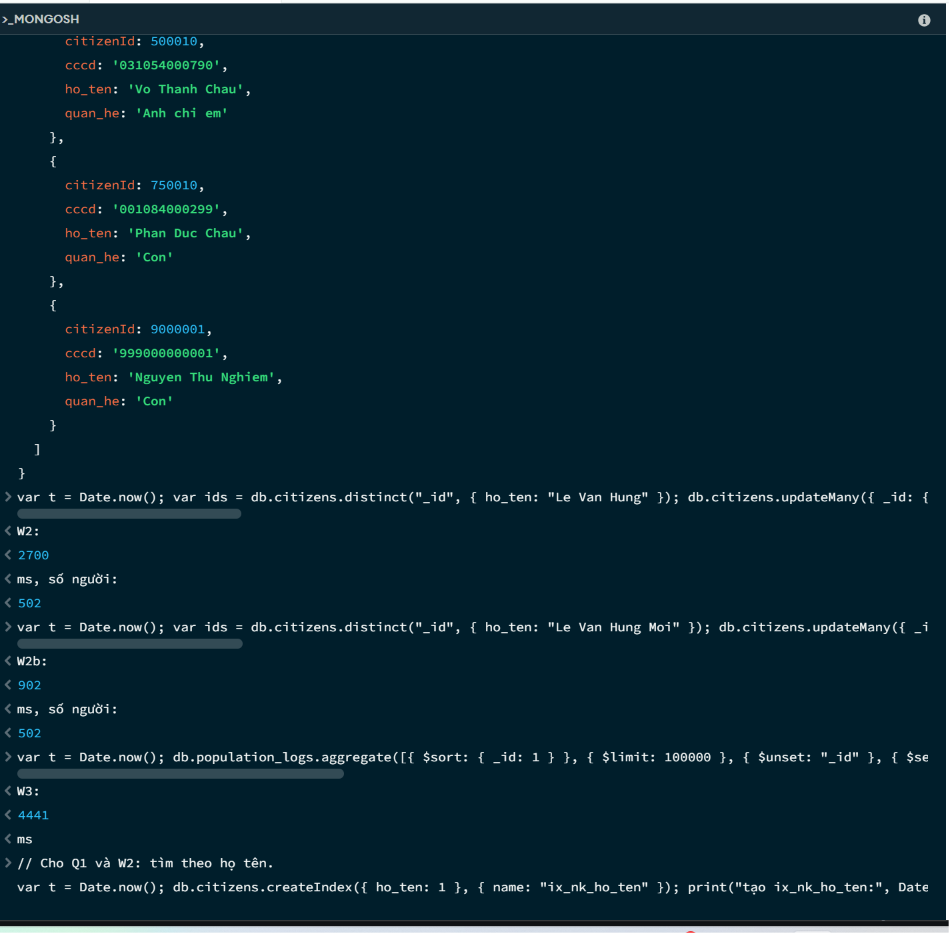 >_MONGOSH
citizenId: 500010,
cccd: '031054000790',
ho_ten: 'Vo Thanh Chau',
quan_he: 'Anh chi em'
},
{
citizenId: 750010,
cccd: '001084000299',
ho_ten: 'Phan Duc Chau',
quan_he: 'Con'
},
{
citizenId: 9000001,
cccd: '999000000001',
ho_ten: 'Nguyen Thu Nghiem',
quan_he: 'Con'
}
]
}
> var t = Date.now(); var ids = db.citizens.distinct("_id", { ho_ten: "Le Van Hung" }); db.citizens.updateMany({ _id: {
< W2:
< 2700
< ms, số người:
< 502
> var t = Date.now(); var ids = db.citizens.distinct("_id", { ho_ten: "Le Van Hung Moi" }); db.citizens.updateMany({ _i
< W2b:
< 902
< ms, số người:
< 502
> var t = Date.now(); db.population_logs.aggregate([{ $sort: { _id: 1 } }, { $limit: 100000 }, { $unset: "_id" }, { $se
< W3:
< 4441
< ms
> // Cho Q1 và W2: tìm theo họ tên.
var t = Date.now(); db.citizens.createIndex({ ho_ten: 1 }, { name: "ix_nk_ho_ten" }); print("tạo ix_nk_ho_ten:", Date